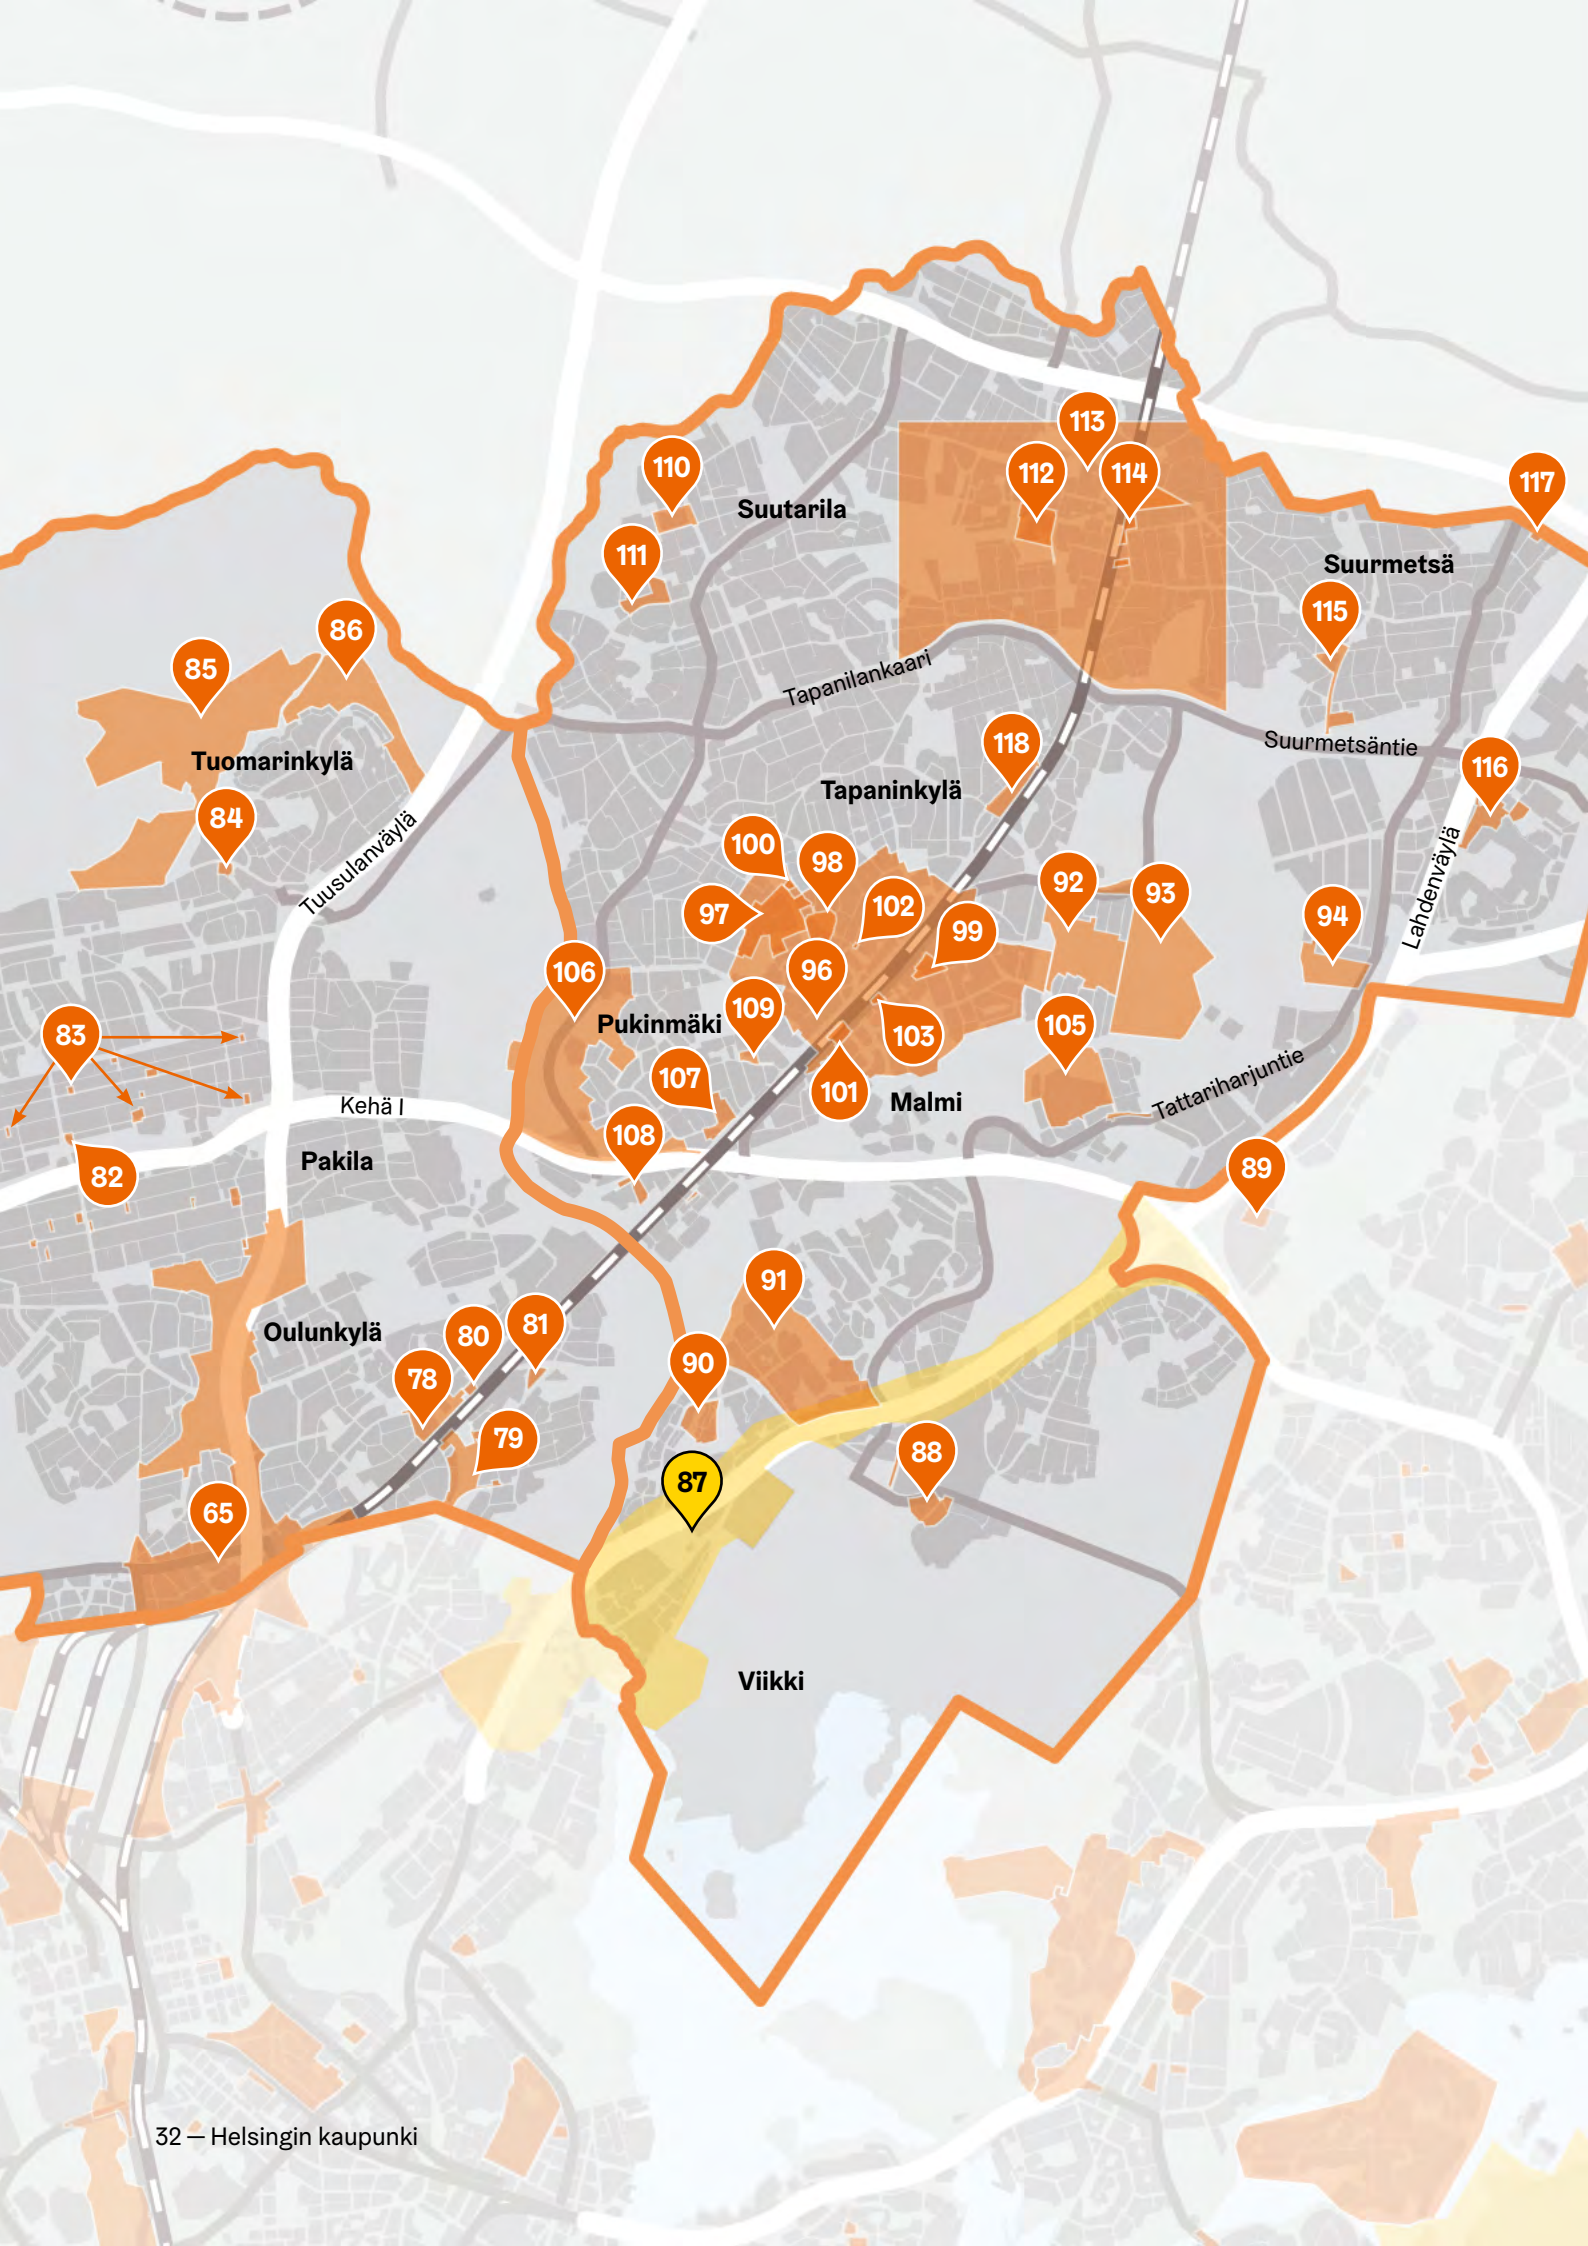 113
110
112
114
117
Suutarila
111
Suurmetsä
115
86
85
Tapanilankaari
118
Suurmetsäntie
Tuomarinkylä
116
Tapaninkylä
84
Tuusulanväylä
100
98
92
93
Lahdenväylä
97
102
94
99
106
96
109
Pukinmäki
105
83
103
107
101
Malmi
Tattariharjuntie
Kehä I
108
Pakila
82
89
91
Oulunkylä
80
81
90
78
79
88
87
65
Viikki
32 — Helsingin kaupunki